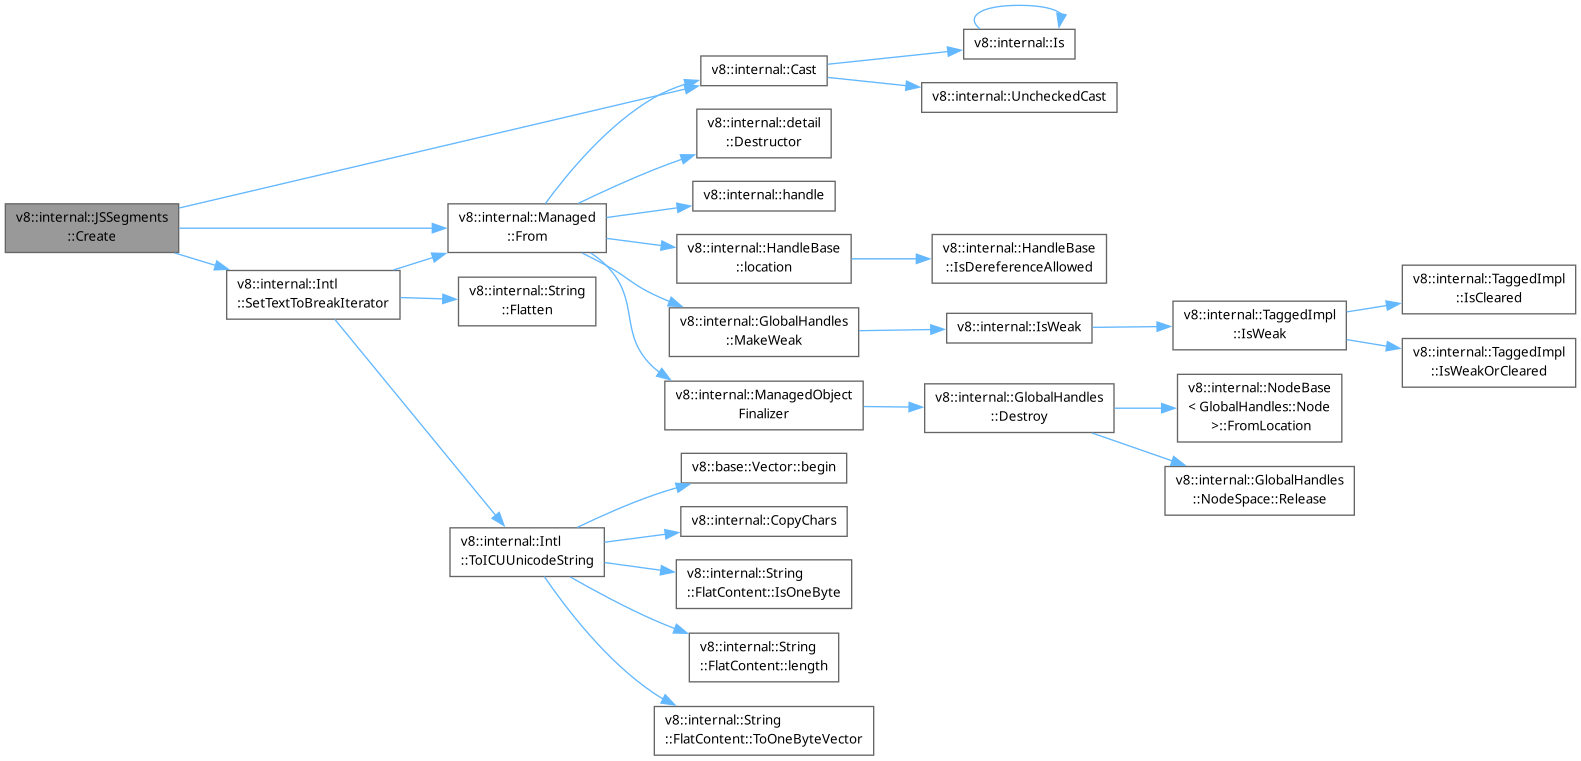 v8::internal::JSSegments
::Create
v8::internal::Intl
::SetTextToBreakIterator
v8::internal::Managed
::From
v8::internal::String
::Flatten
v8::internal::Intl
::ToICUUnicodeString
v8::internal::Cast
v8::internal::detail
::Destructor
v8::internal::handle
v8::internal::HandleBase
::location
v8::internal::GlobalHandles
::MakeWeak
v8::internal::ManagedObject
Finalizer
v8::base::Vector::begin
v8::internal::CopyChars
v8::internal::String
::FlatContent::IsOneByte
v8::internal::String
::FlatContent::length
v8::internal::String
::FlatContent::ToOneByteVector
v8::internal::Is
v8::internal::UncheckedCast
v8::internal::HandleBase
::IsDereferenceAllowed
v8::internal::IsWeak
v8::internal::GlobalHandles
::Destroy
v8::internal::TaggedImpl
::IsWeak
v8::internal::NodeBase
< GlobalHandles::Node
>::FromLocation
v8::internal::GlobalHandles
::NodeSpace::Release
v8::internal::TaggedImpl
::IsCleared
v8::internal::TaggedImpl
::IsWeakOrCleared